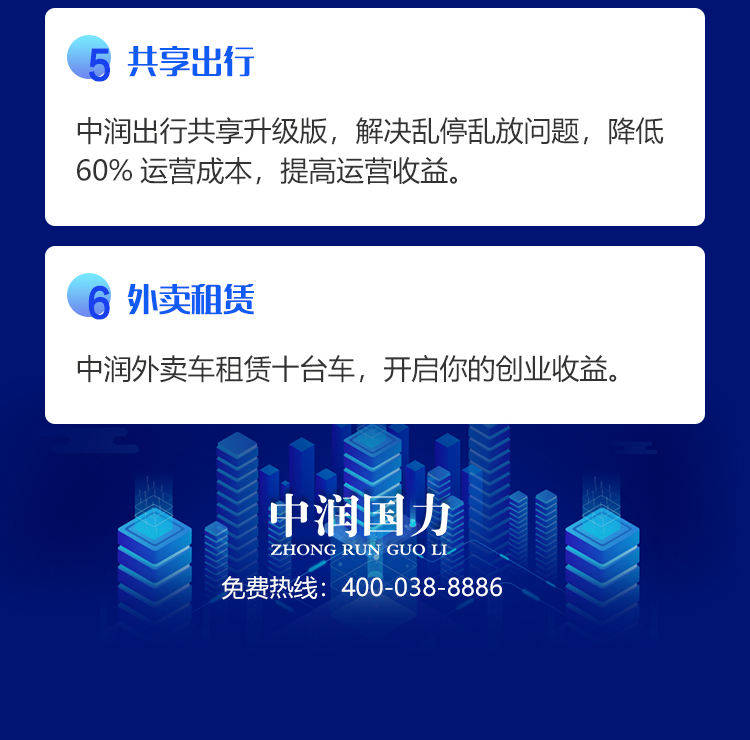 5 共享出行
中润出行共享升级版，解决乱停乱放问题，降低
60% 运营成本，提高运营收益。
6 外卖租赁
中润外卖车租赁十台车，开启你的创业收益。
中润国力
ZHONG RUN GUO LI
免费热线：400-038-8886